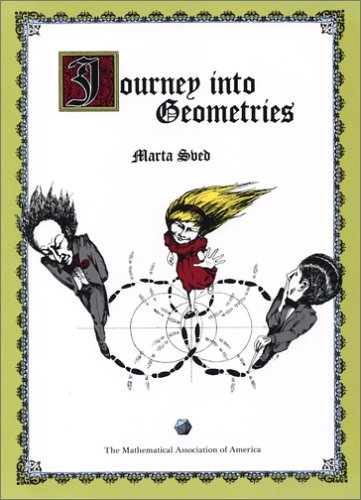 Journey into
Geometries
Marta Sved
The Mathematical Association of America